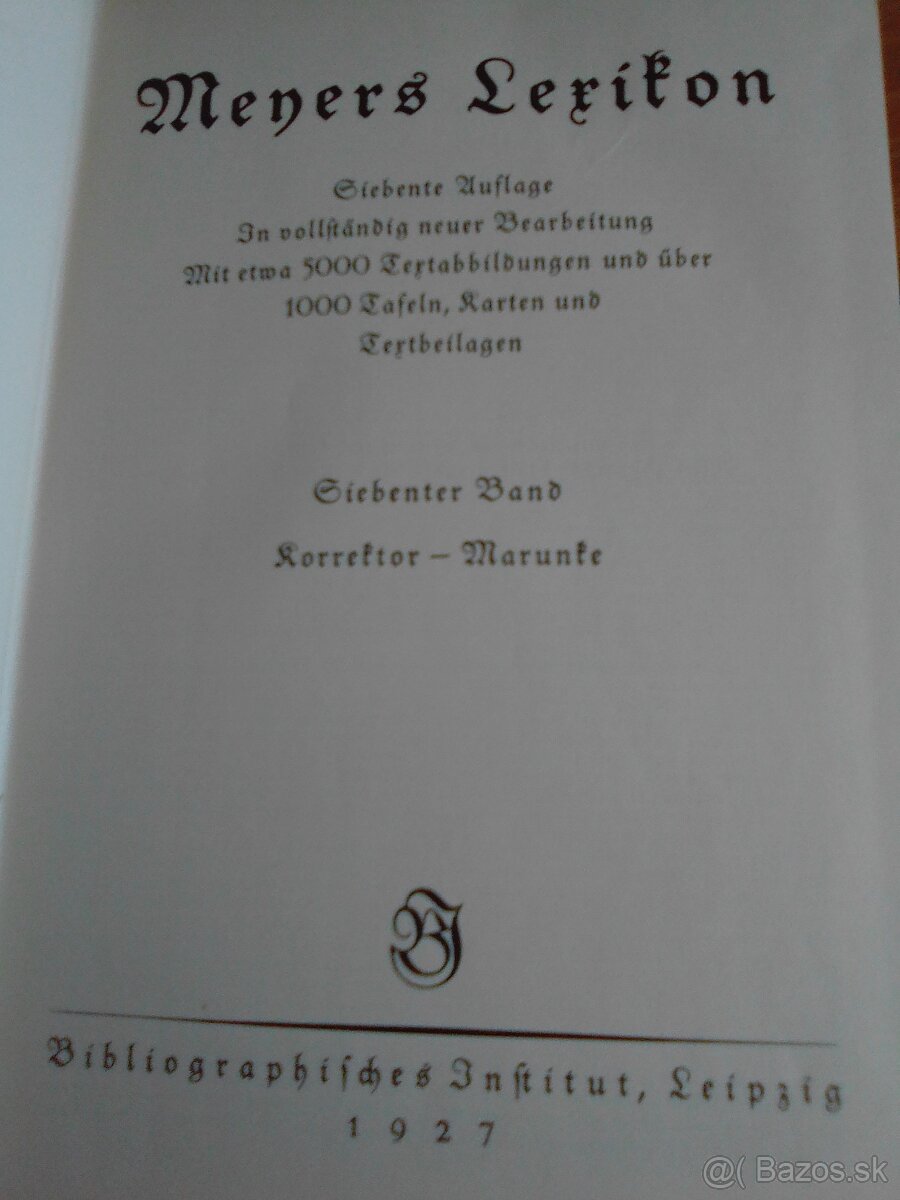 Meyers Lexikon
Siebente Auflage
In vollständig neuer Bearbeitung
Mit etwa 5000 Textabbildungen und über
1000 Tafeln, Karten und
Textbeilagen
Siebenter Band
Korrektor – Marunke
BI
Bibliographisches Institut, Leipzig
1927
@( Bazos.sk